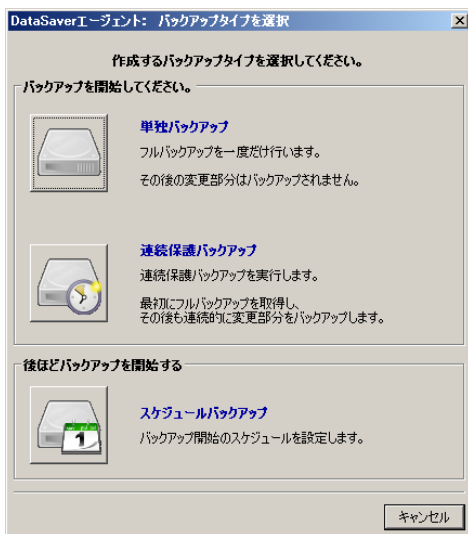 DataSaverエージェント: バックアップタイプを選択
作成するバックアップタイプを選択してください。
バックアップを開始してください。
単独バックアップ
フルバックアップを一度だけ行います。
その後の変更部分はバックアップされません。
連続保護バックアップ
連続保護バックアップを実行します。
最初にフルバックアップを取得し、
その後も連続的に変更部分をバックアップします。
後ほどバックアップを開始する
1
スケジュールバックアップ
バックアップ開始のスケジュールを設定します。
キャンセル